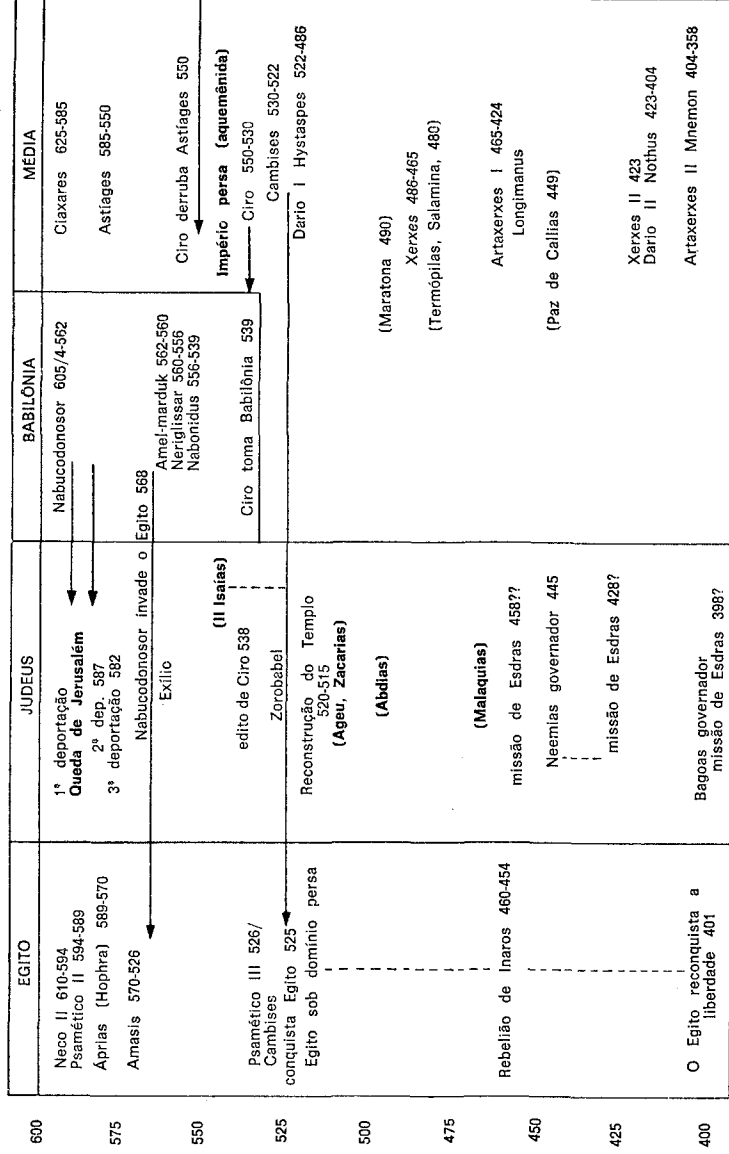 EGITO
JUDEUS
BABILÔNIA
MÉDIA
600
575
550
525
500
475
450
425
400
Neco II 610-594
Psamético II 594-589
Áprias (Hophra) 589-570
Amasis 570-526
Psamético III 526/
Cambises
conquista Egito 525
Egito sob domínio persa
Rebelião de Inaros 460-454
O Egito reconquista a
liberdade 401
1ª deportação
Queda de Jerusalém
2ª dep. 587
3ª deportação 582
Nabucodonosor invade o Egito 568
Exílio
(II Isaías)
edito de Ciro 538
Zorobabel
Reconstrução do Templo
520-515
(Ageu, Zacarias)
(Abdias)
(Malaquias)
missão de Esdras 458??
Neemias governador 445
missão de Esdras 428?
Bagoas governador
missão de Esdras 398?
Nabucodonosor 605/4-562
Amel-marduk 562-560
Neriglissar 560-556
Nabonidus 556-539
Ciro toma Babilônia 539
Ciaxares 625-585
Astíages 585-550
Ciro derruba Astíages 550
Império persa (aquemênida)
Ciro 550-530
Cambises 530-522
Dario I Hystaspes 522-486
(Maratona 490)
Xerxes 486-465
(Termópilas, Salamina, 480)
Artaxerxes I 465-424
Longimanus
(Paz de Callias 449)
Xerxes II 423
Dario II Nothus 423-404
Artaxerxes II Mnemon 404-358